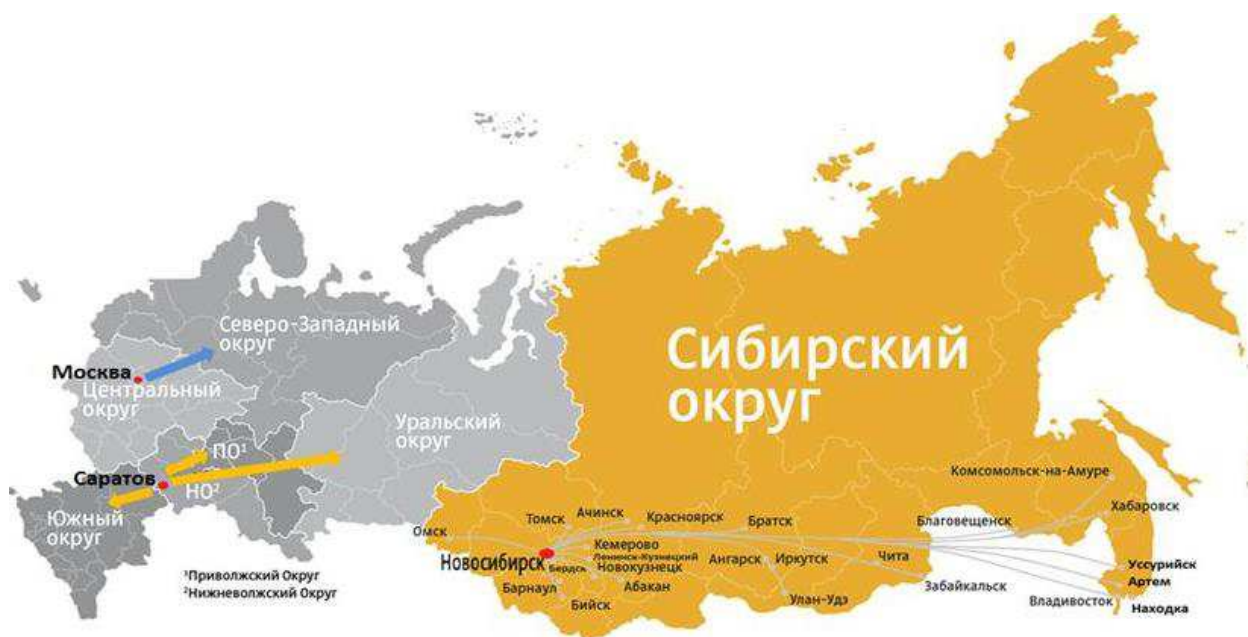 Северо-Западный
округ
Москва
Центральный
округ
Сибирский
округ
Уральский
округ
ПО¹
Саратов
НО²
Южный
округ
¹Приволжский Округ
²Нижневолжский Округ
Комсомольск-на-Амуре
Хабаровск
Благовещенск
Омск
Томск
Ачинск
Красноярск
Братск
Новосибирск
Кемерово
Ленинск-Кузнецкий
Бердск
Новокузнецк
Ангарск
Иркутск
Чита
Уссурийск
Артем
Барнаул
Абакан
Забайкальск
Бийск
Улан-Удэ
Владивосток
Находка